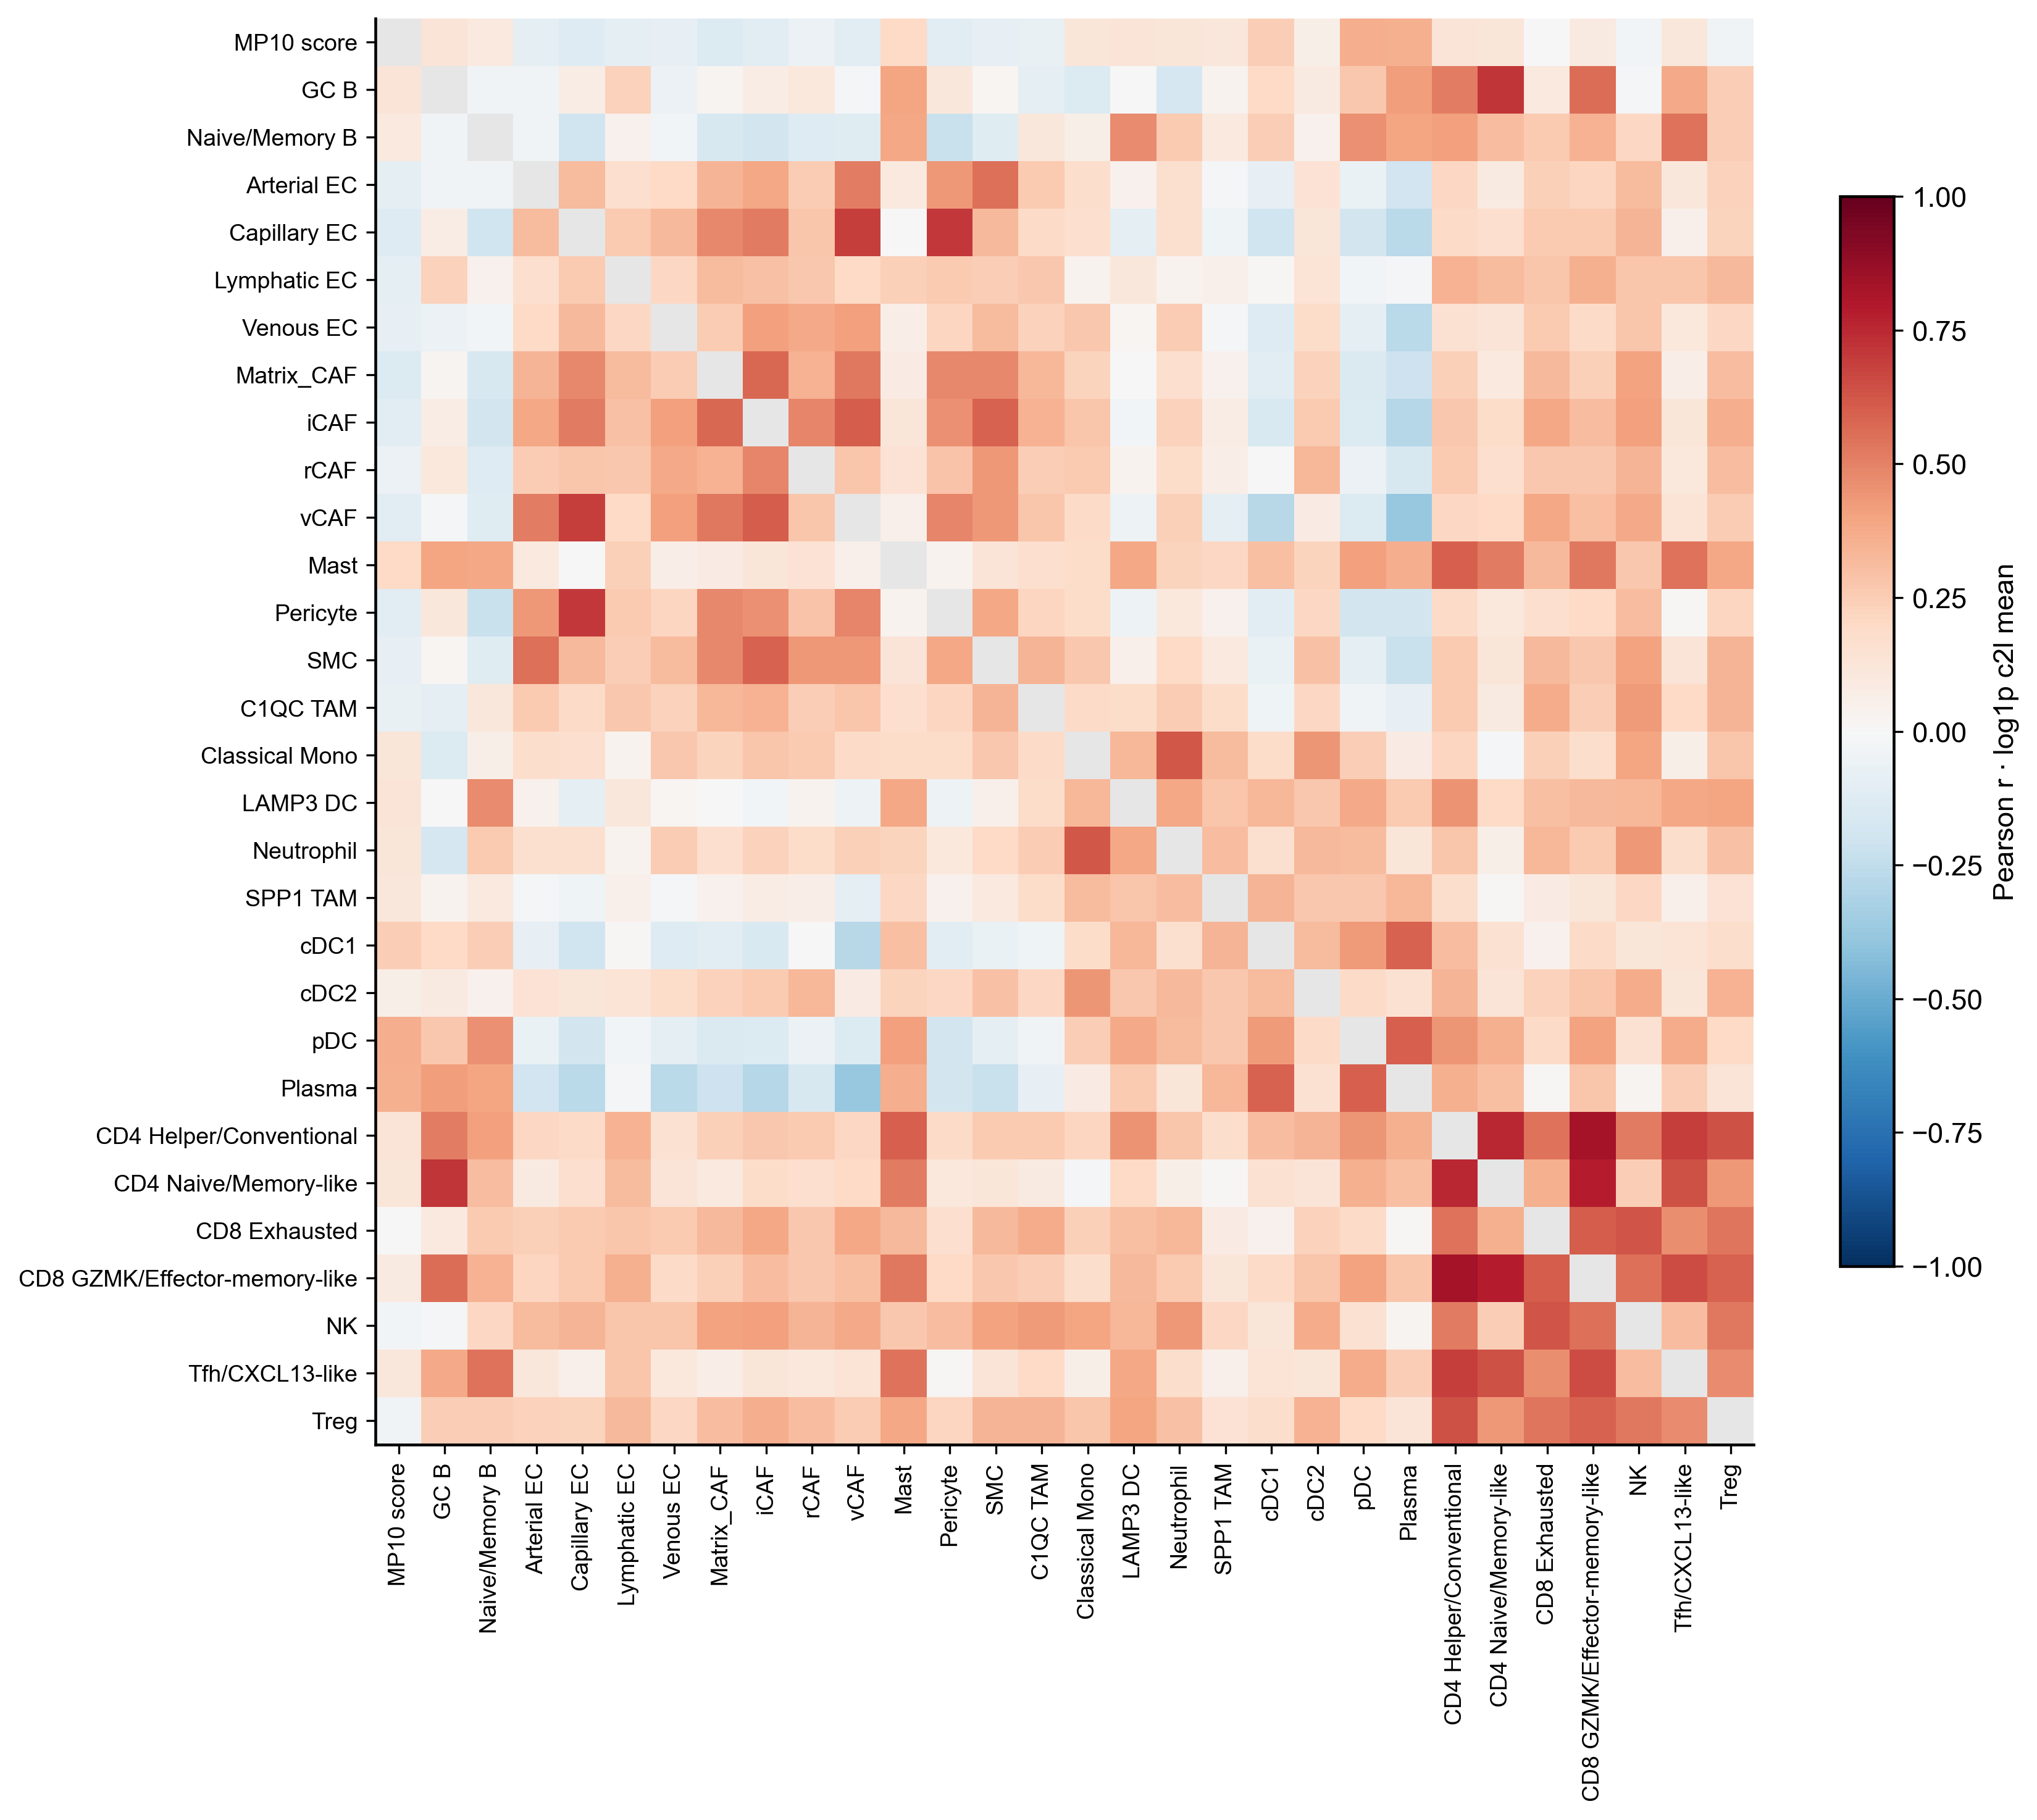 MP10 score
GC B
Naive/Memory B
Arterial EC
Capillary EC
Lymphatic EC
Venous EC
Matrix_CAF
iCAF
rCAF
vCAF
Mast
Pericyte
SMC
C1QC TAM
Classical Mono
LAMP3 DC
Neutrophil
SPP1 TAM
cDC1
cDC2
pDC
Plasma
CD4 Helper/Conventional
CD4 Naive/Memory-like
CD8 Exhausted
CD8 GZMK/Effector-memory-like
NK
Tfh/CXCL13-like
Treg
MP10 score
GC B
Naive/Memory B
Arterial EC
Capillary EC
Lymphatic EC
Venous EC
Matrix_CAF
iCAF
rCAF
vCAF
Mast
Pericyte
SMC
C1QC TAM
Classical Mono
LAMP3 DC
Neutrophil
SPP1 TAM
cDC1
cDC2
pDC
Plasma
CD4 Helper/Conventional
CD4 Naive/Memory-like
CD8 Exhausted
CD8 GZMK/Effector-memory-like
NK
Tfh/CXCL13-like
Treg
1.00
0.75
0.50
0.25
0.00
−0.25
−0.50
−0.75
−1.00
Pearson r · log1p c2l mean